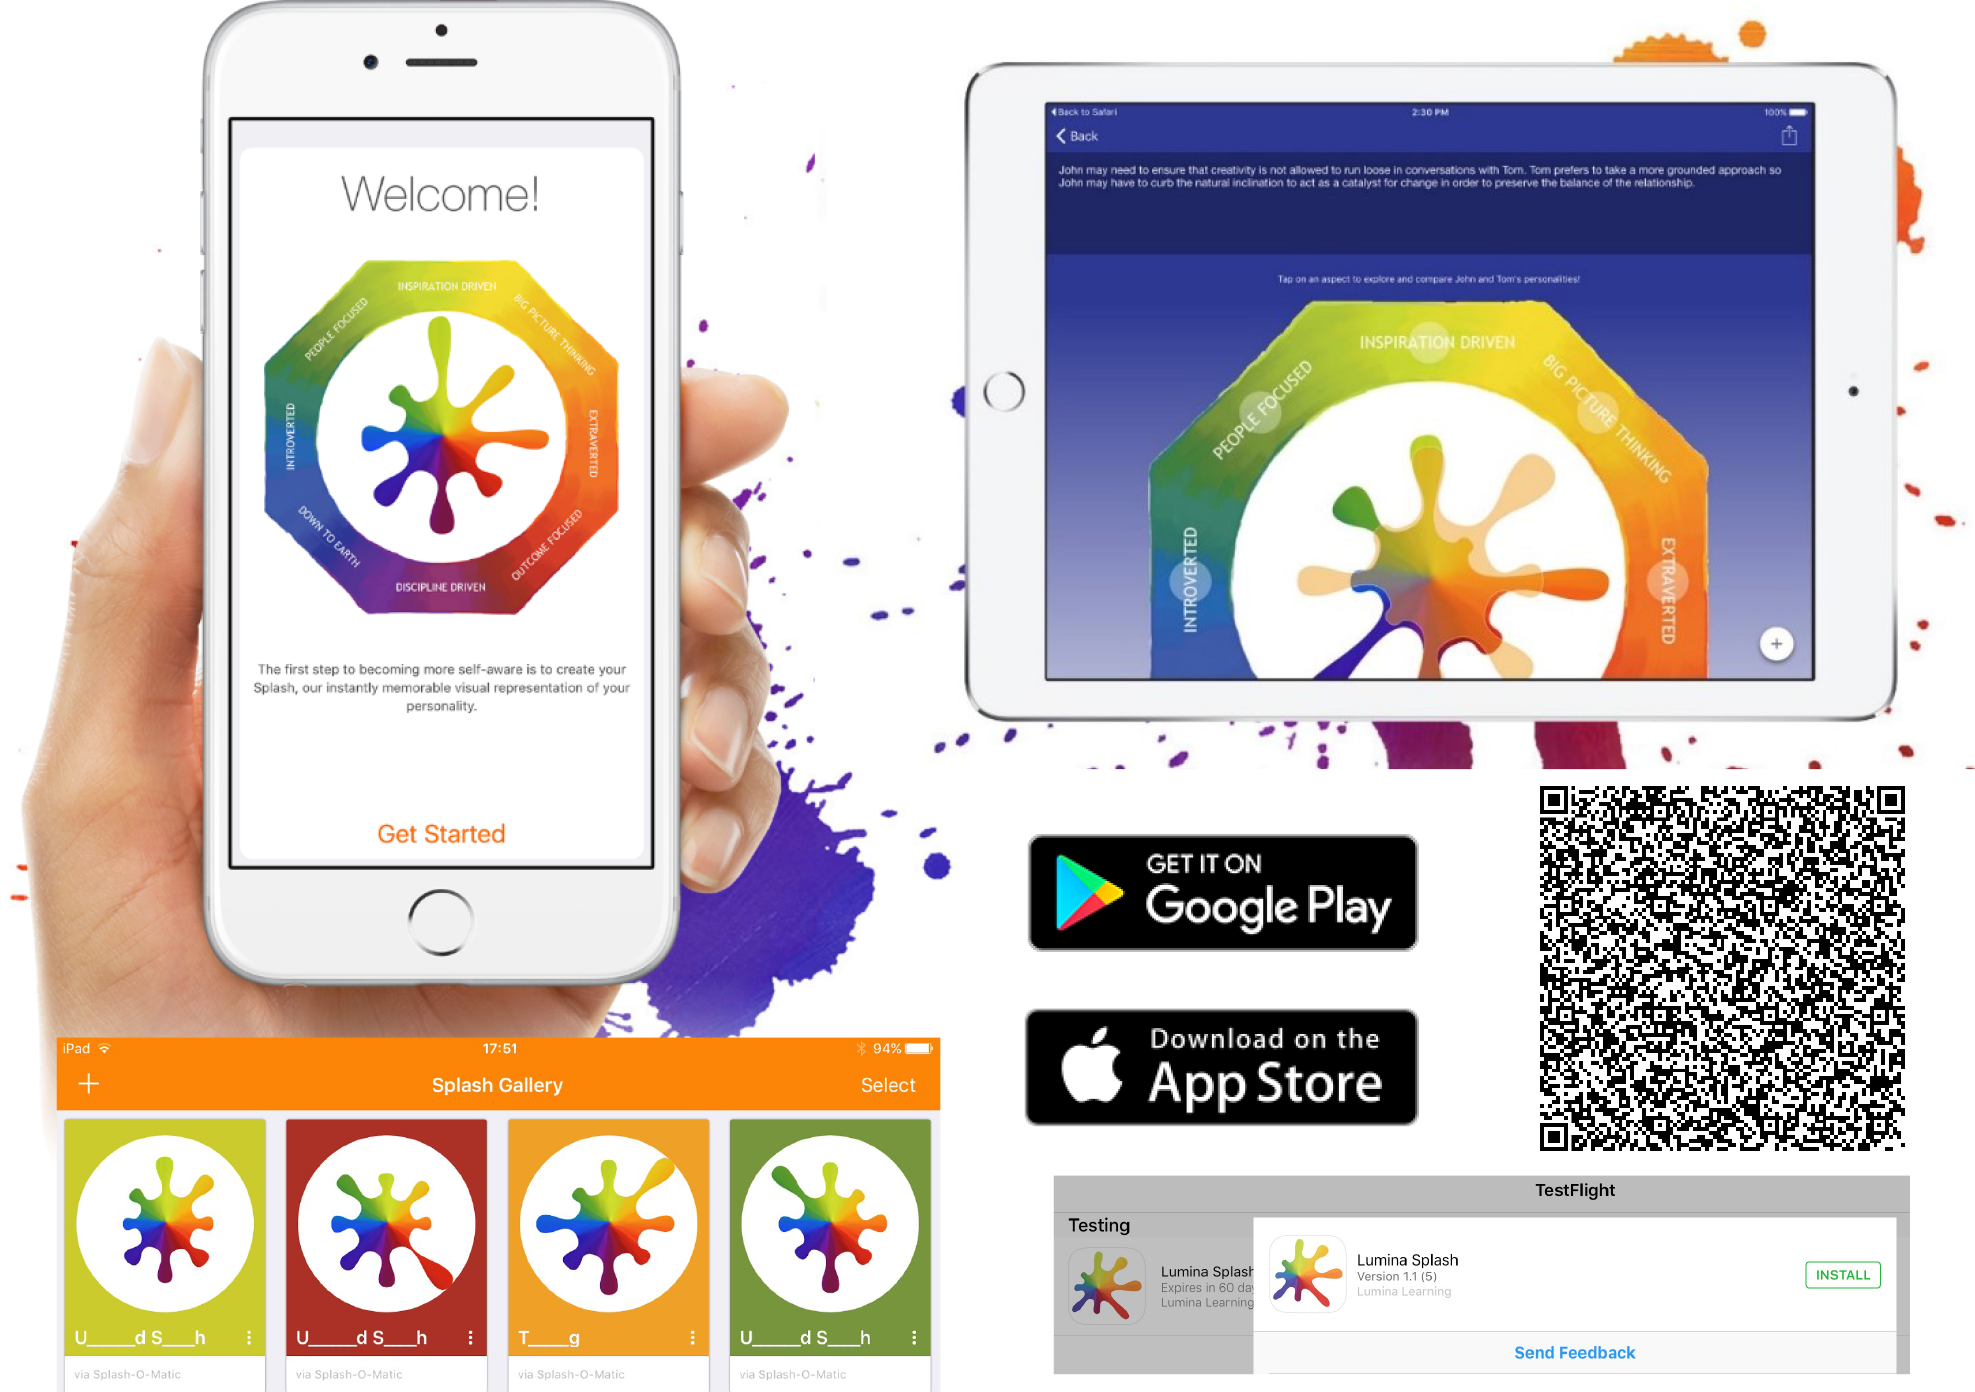 Welcome!
INSPIRATION DRIVEN
BIG PICTURE THINKING
PEOPLE FOCUSED
EXTRAVERTED
INTROVERTED
DOWN TO EARTH
OUTCOME FOCUSED
DISCIPLINE DRIVEN
The first step to becoming more self-aware is to create your
Splash, our instantly memorable visual representation of your
personality.
Get Started
Back to Safari
2:30 PM
100%
Back
John may need to ensure that creativity is not allowed to run loose in conversations with Tom. Tom prefers to take a more grounded approach so
John may have to curb the natural inclination to act as a catalyst for change in order to preserve the balance of the relationship.
Tap on an aspect to explore and compare John and Tom's personalities!
INSPIRATION DRIVEN
PEOPLE FOCUSED
BIG PICTURE THINKING
INTROVERTED
EXTRAVERTED
+
GET IT ON
Google Play
Download on the
App Store
iPad
17:51
94%
+
Splash Gallery
Select
U_____d S___h
U_____d S___h
T____g
U_____d S___h
via Splash-O-Matic
via Splash-O-Matic
via Splash-O-Matic
via Splash-O-Matic
TestFlight
Testing
Lumina Splash
Expires in 60 da
Lumina Learning
Lumina Splash
Version 1.1 (5)
Lumina Learning
INSTALL
Send Feedback